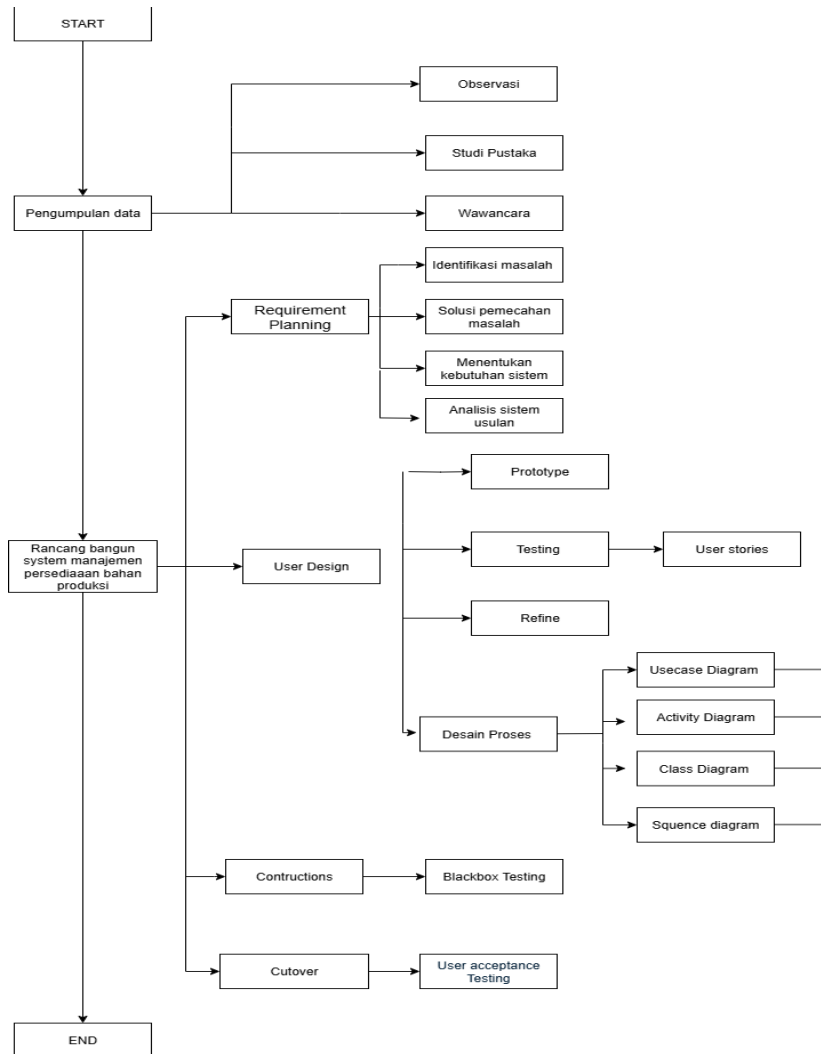 START
Observasi
Studi Pustaka
Pengumpulan data
Wawancara
Identifikasi masalah
Requirement
Planning
Solusi pemecahan
masalah
Menentukan
kebutuhan sistem
Analisis sistem
usulan
Prototype
Rancang bangun
system manajemen
persediaaan bahan
produksi
User Design
Testing
User stories
Refine
Desain Proses
Usecase Diagram
Activity Diagram
Class Diagram
Squence diagram
Contructions
Blackbox Testing
Cutover
User acceptance
Testing
END